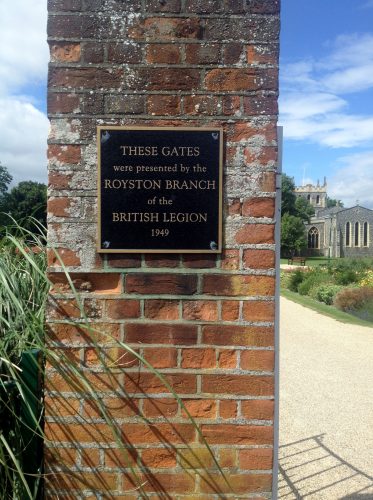 THESE GATES
were presented by the
ROYSTON BRANCH
of the
BRITISH LEGION
1949